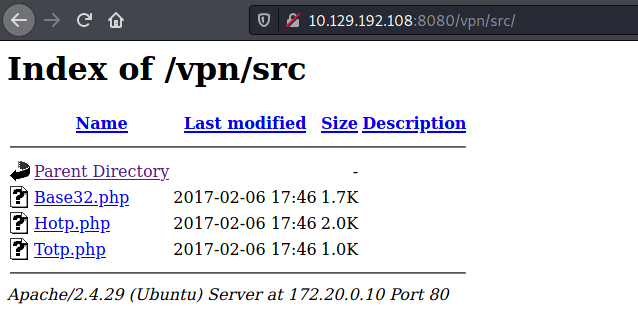 10.129.192.108:8080/vpn/src/
Index of /vpn/src
Name Last modified Size Description
Parent Directory -
Base32.php 2017-02-06 17:46 1.7K
Hotp.php 2017-02-06 17:46 2.0K
Totp.php 2017-02-06 17:46 1.0K
Apache/2.4.29 (Ubuntu) Server at 172.20.0.10 Port 80